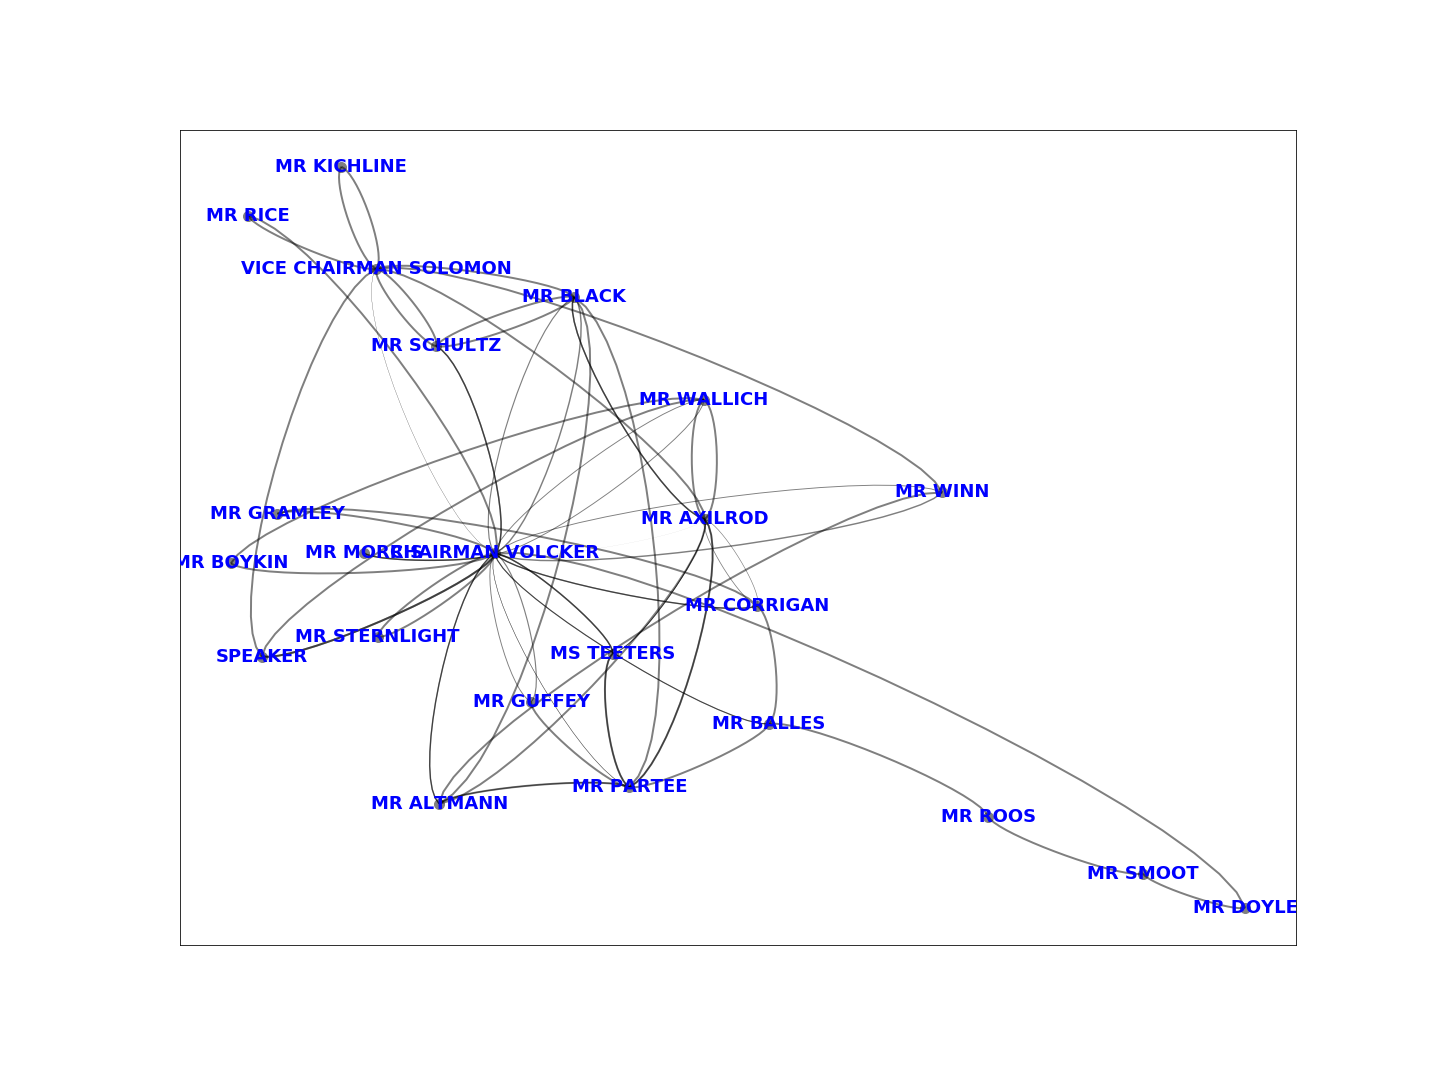 MR KICHLINE
MR RICE
VICE CHAIRMAN SOLOMON
MR BLACK
MR SCHULTZ
MR WALLICH
MR WINN
MR GRAMLEY
MR AXILROD
MR MORRIS
CHAIRMAN VOLCKER
MR BOYKIN
MR CORRIGAN
MR STERNLIGHT
MS TEETERS
SPEAKER
MR GUFFEY
MR BALLES
MR PARTEE
MR ALTMANN
MR ROOS
MR SMOOT
MR DOYLE